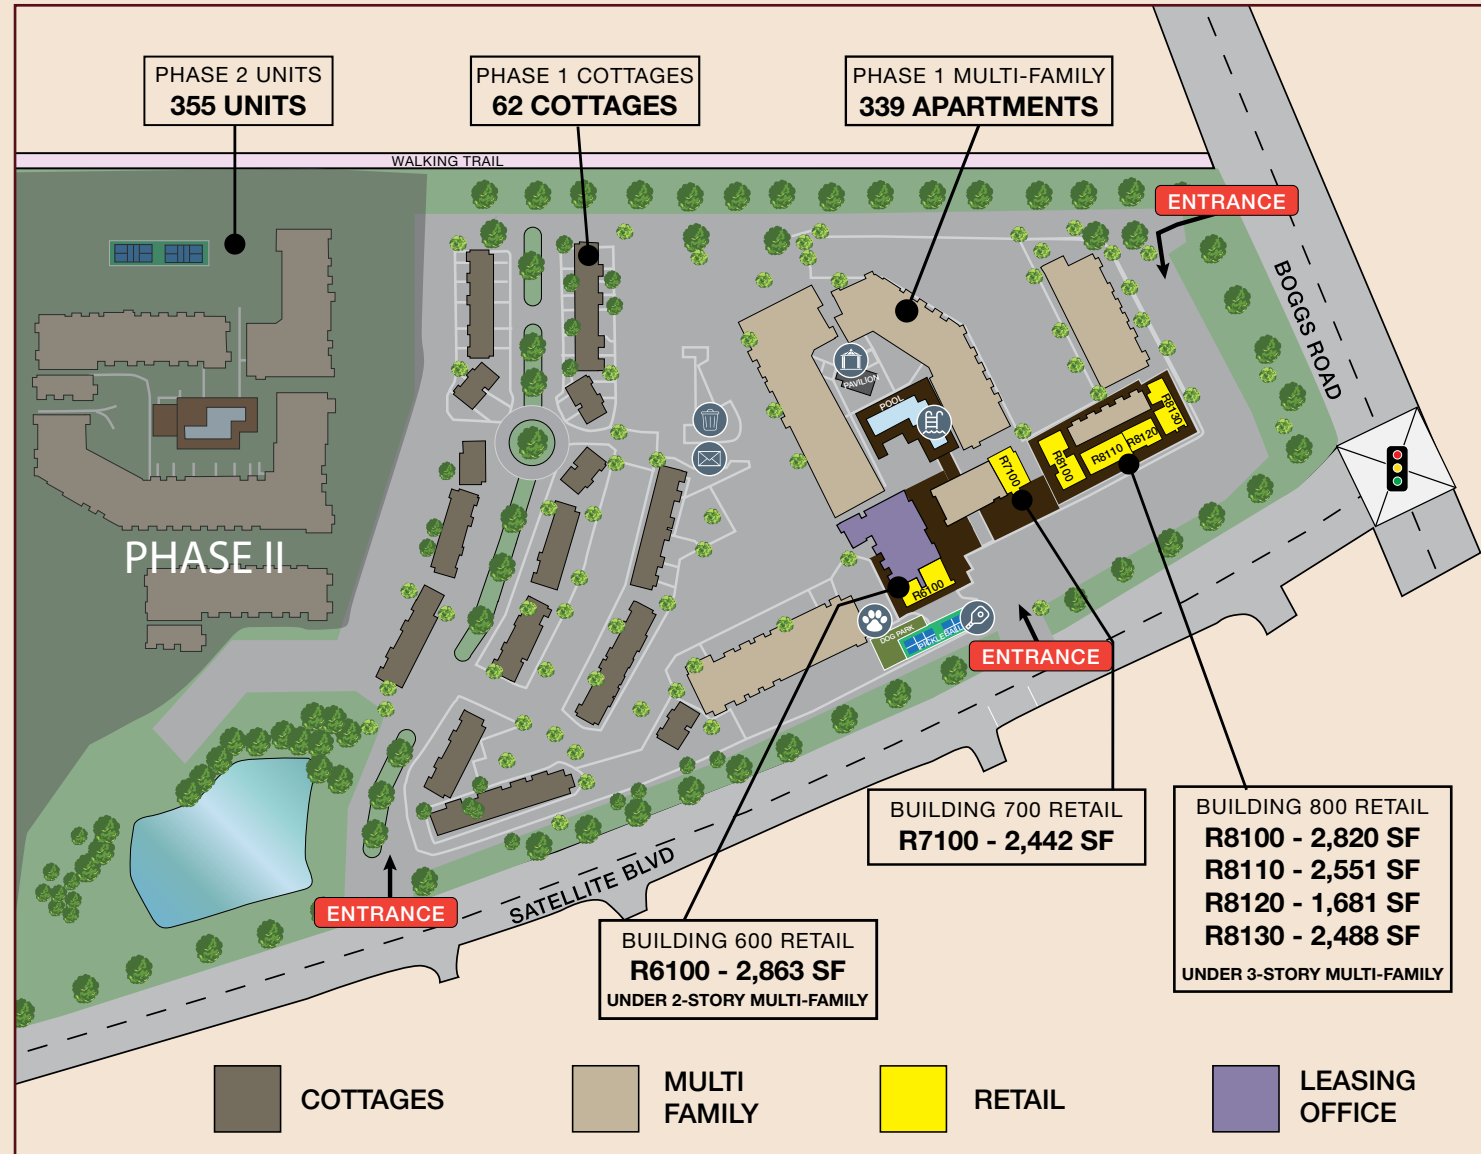 PHASE 2 UNITS
355 UNITS
PHASE 1 COTTAGES
62 COTTAGES
PHASE 1 MULTI-FAMILY
339 APARTMENTS
WALKING TRAIL
ENTRANCE
BOGGS ROAD
PAVILION
POOL
R8130
R8120
R8110
R8100
R7100
PHASE II
R6100
DOG PARK
PICKLEBALL
ENTRANCE
BUILDING 700 RETAIL
R7100 - 2,442 SF
BUILDING 800 RETAIL
R8100 - 2,820 SF
R8110 - 2,551 SF
R8120 - 1,681 SF
R8130 - 2,488 SF
UNDER 3-STORY MULTI-FAMILY
SATELLITE BLVD
ENTRANCE
BUILDING 600 RETAIL
R6100 - 2,863 SF
UNDER 2-STORY MULTI-FAMILY
COTTAGES
MULTI
FAMILY
RETAIL
LEASING
OFFICE